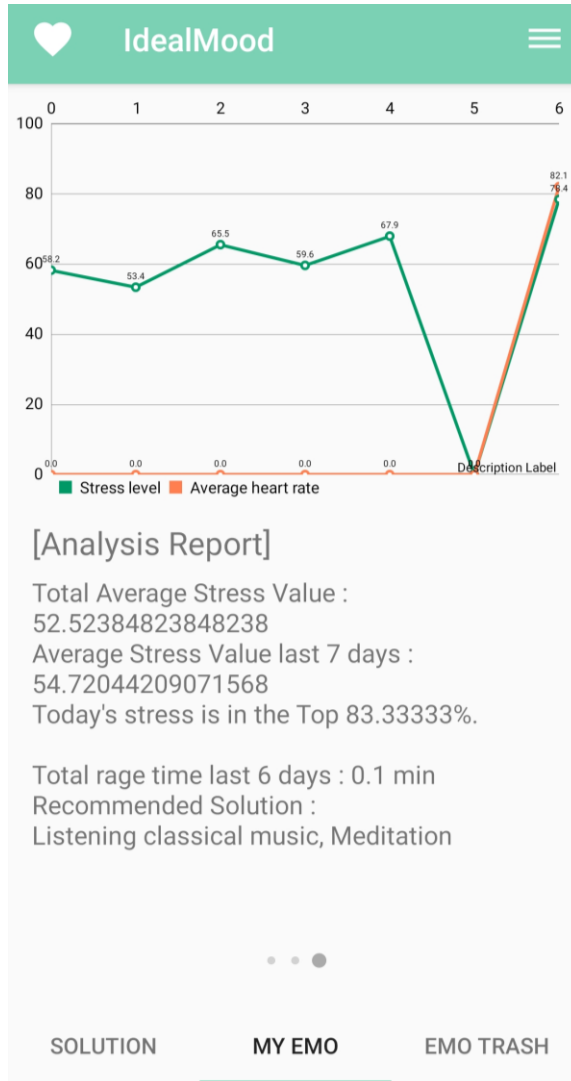 IdealMood
0 1 2 3 4 5 6
100
82.1
78.4
80
67.9
65.5
59.6
60
58.2
53.4
40
20
0.0 0.0 0.0 0.0 0.0
0
Description Label
Stress level Average heart rate
[Analysis Report]
Total Average Stress Value :
52.52384823848238
Average Stress Value last 7 days :
54.72044209071568
Today's stress is in the Top 83.33333%.
Total rage time last 6 days : 0.1 min
Recommended Solution :
Listening classical music, Meditation
SOLUTION MY EMO EMO TRASH